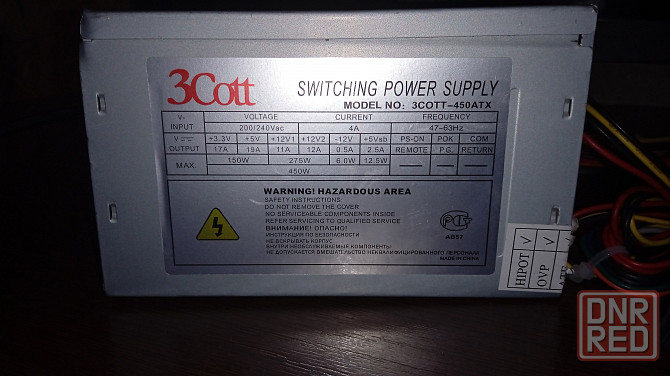 3Cott
SWITCHING POWER SUPPLY
MODEL NO: 3COTT-450ATX
V~ INPUT VOLTAGE CURRENT FREQUENCY
200/240Vac 4A 47-63Hz
V⎓ OUTPUT +3.3V +5V +12V1 +12V2 -12V +5Vsb PS-ON POK COM
17A 19A 11A 12A 0.5A 2.5A REMOTE P.G. RETURN
MAX. 150W 275W 6.0W 12.5W
450W
WARNING! HAZARDOUS AREA
SAFETY INSTRUCTIONS:
DO NOT REMOVE THE COVER
NO SERVICEABLE COMPONENTS INSIDE
REFER SERVICING TO QUALIFIED SERVICE
ВНИМАНИЕ! ОПАСНО!
ИНСТРУКЦИЯ ПО БЕЗОПАСНОСТИ
НЕ ВСКРЫВАТЬ КОРПУС
ВНУТРИ НЕОБСЛУЖИВАЕМЫЕ КОМПОНЕНТЫ
НЕ ДОПУСКАЕТСЯ ВМЕШАТЕЛЬСТВО НЕКВАЛИФИЦИРОВАННОГО ПЕРСОНАЛА
MADE IN CHINA
РСТ
АВ57
HIPOT √
OVP √
DNR
RED